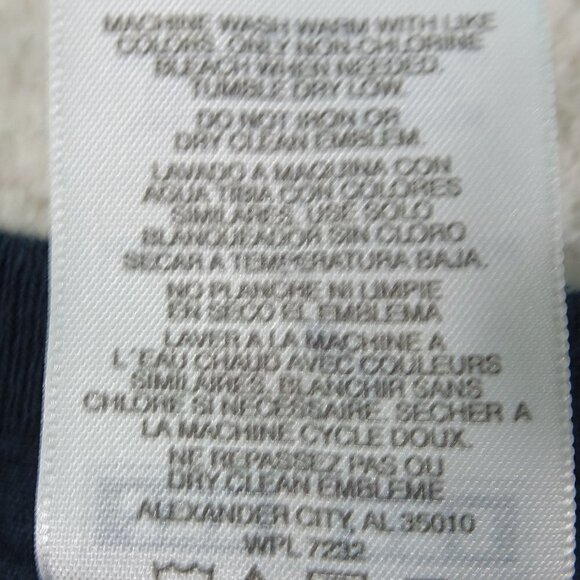 MACHINE WASH WARM WITH LIKE
COLORS. ONLY NON-CHLORINE
BLEACH WHEN NEEDED.
TUMBLE DRY LOW.
DO NOT IRON OR
DRY CLEAN EMBLEM.
LAVADO A MAQUINA CON
AGUA TIBIA CON COLORES
SIMILARES, USE SOLO
BLANQUEADOR SIN CLORO
SECAR A TEMPERATURA BAJA.
NO PLANCHE NI LIMPIE
EN SECO EL EMBLEMA
LAVER A LA MACHINE A
L'EAU CHAUD AVEC COULEURS
SIMILAIRES, BLANCHIR SANS
CHLORE SI NECESSAIRE. SECHER A
LA MACHINE CYCLE DOUX.
NE REPASSEZ PAS OU
DRY CLEAN EMBLEME
ALEXANDER CITY, AL 35010
WPL 7232